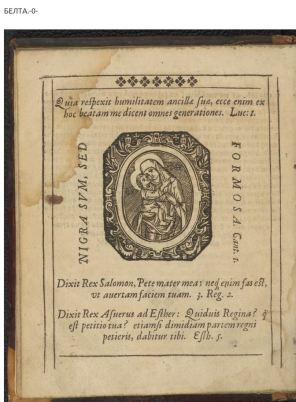 БЕЛТА.-0-
Quia respexit humilitatem ancillæ suæ, ecce enim ex
hoc beatam me dicent omnes generationes. Luc: 1.
NIGRA SVM, SED
FORMOSA Cant. 1.
Dixit Rex Salomon, Pete mater mea: neq́ enim fas est,
vt auertam faciem tuam. 3. Reg. 2.
Dixit Rex Asuerus ad Esther: Quiduis Regina? q̃
est petitio tua? etiamsi dimidiam partem regni
petieris, dabitur tibi. Esth. 5.